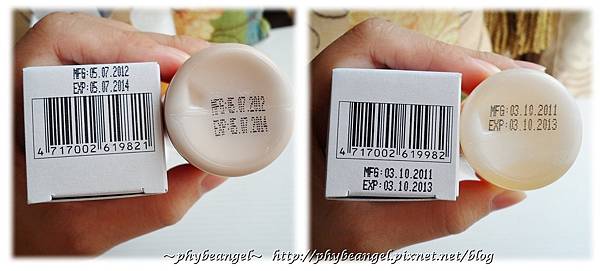 MFG:05.07.2012
EXP:05.07.2014
4 717002 619821
MFG:05.07.2012
EXP:05.07.2014
4 717002 619982
MFG: 03.10.2011
EXP: 03.10.2013
MFG: 03.10.2011
EXP: 03.10.2013
~phybeangel~ http://phybeangel.pixnet.net/blog